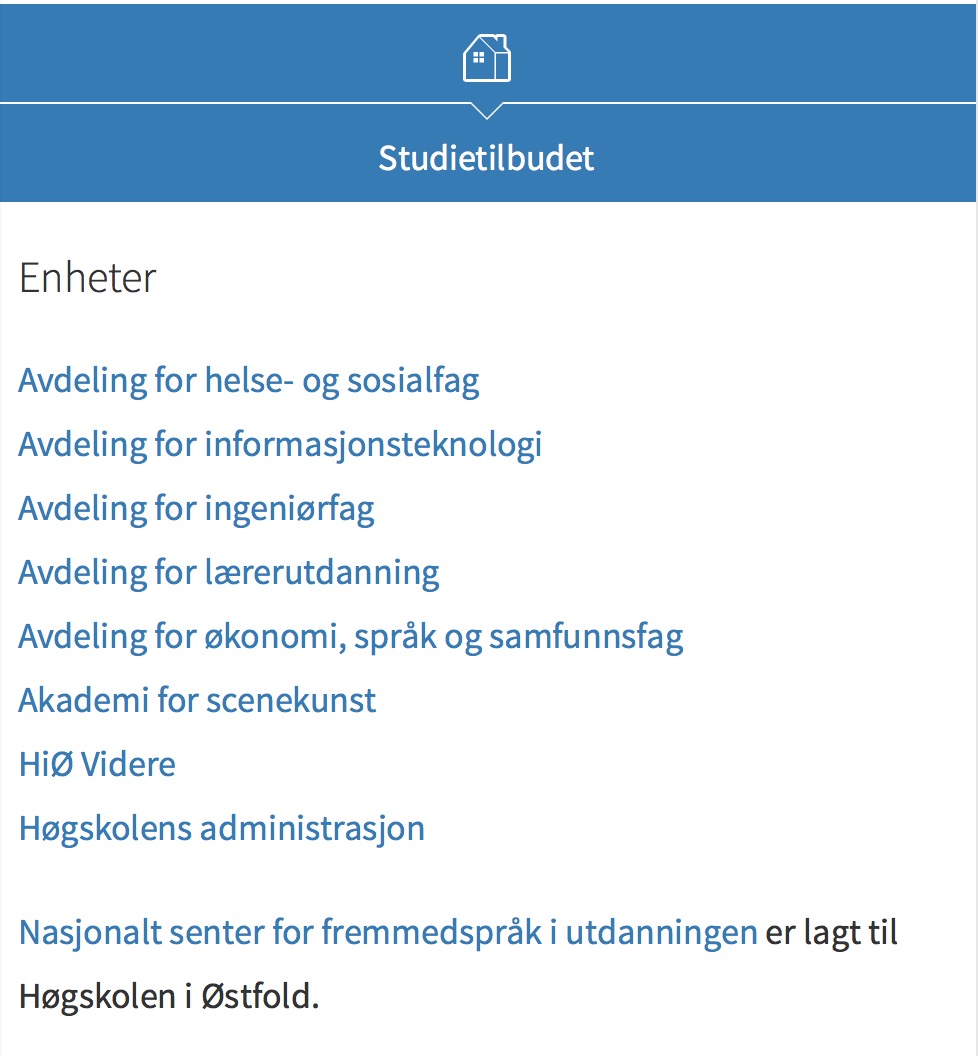 Studietilbudet
Enheter
Avdeling for helse- og sosialfag
Avdeling for informasjonsteknologi
Avdeling for ingeniørfag
Avdeling for lærerutdanning
Avdeling for økonomi, språk og samfunnsfag
Akademi for scenekunst
HiØ Videre
Høgskolens administrasjon
Nasjonalt senter for fremmedspråk i utdanningen er lagt til
Høgskolen i Østfold.